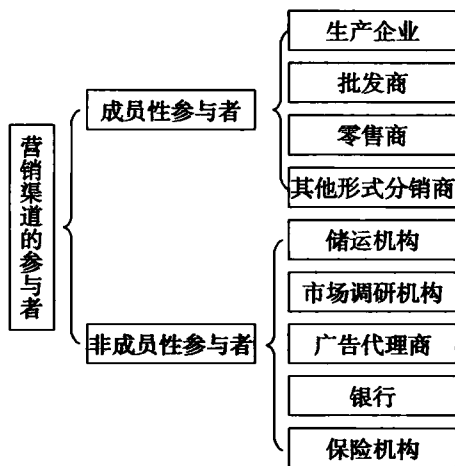 营销渠道的参与者
成员性参与者
生产企业
批发商
零售商
其他形式分销商
非成员性参与者
储运机构
市场调研机构
广告代理商
银行
保险机构